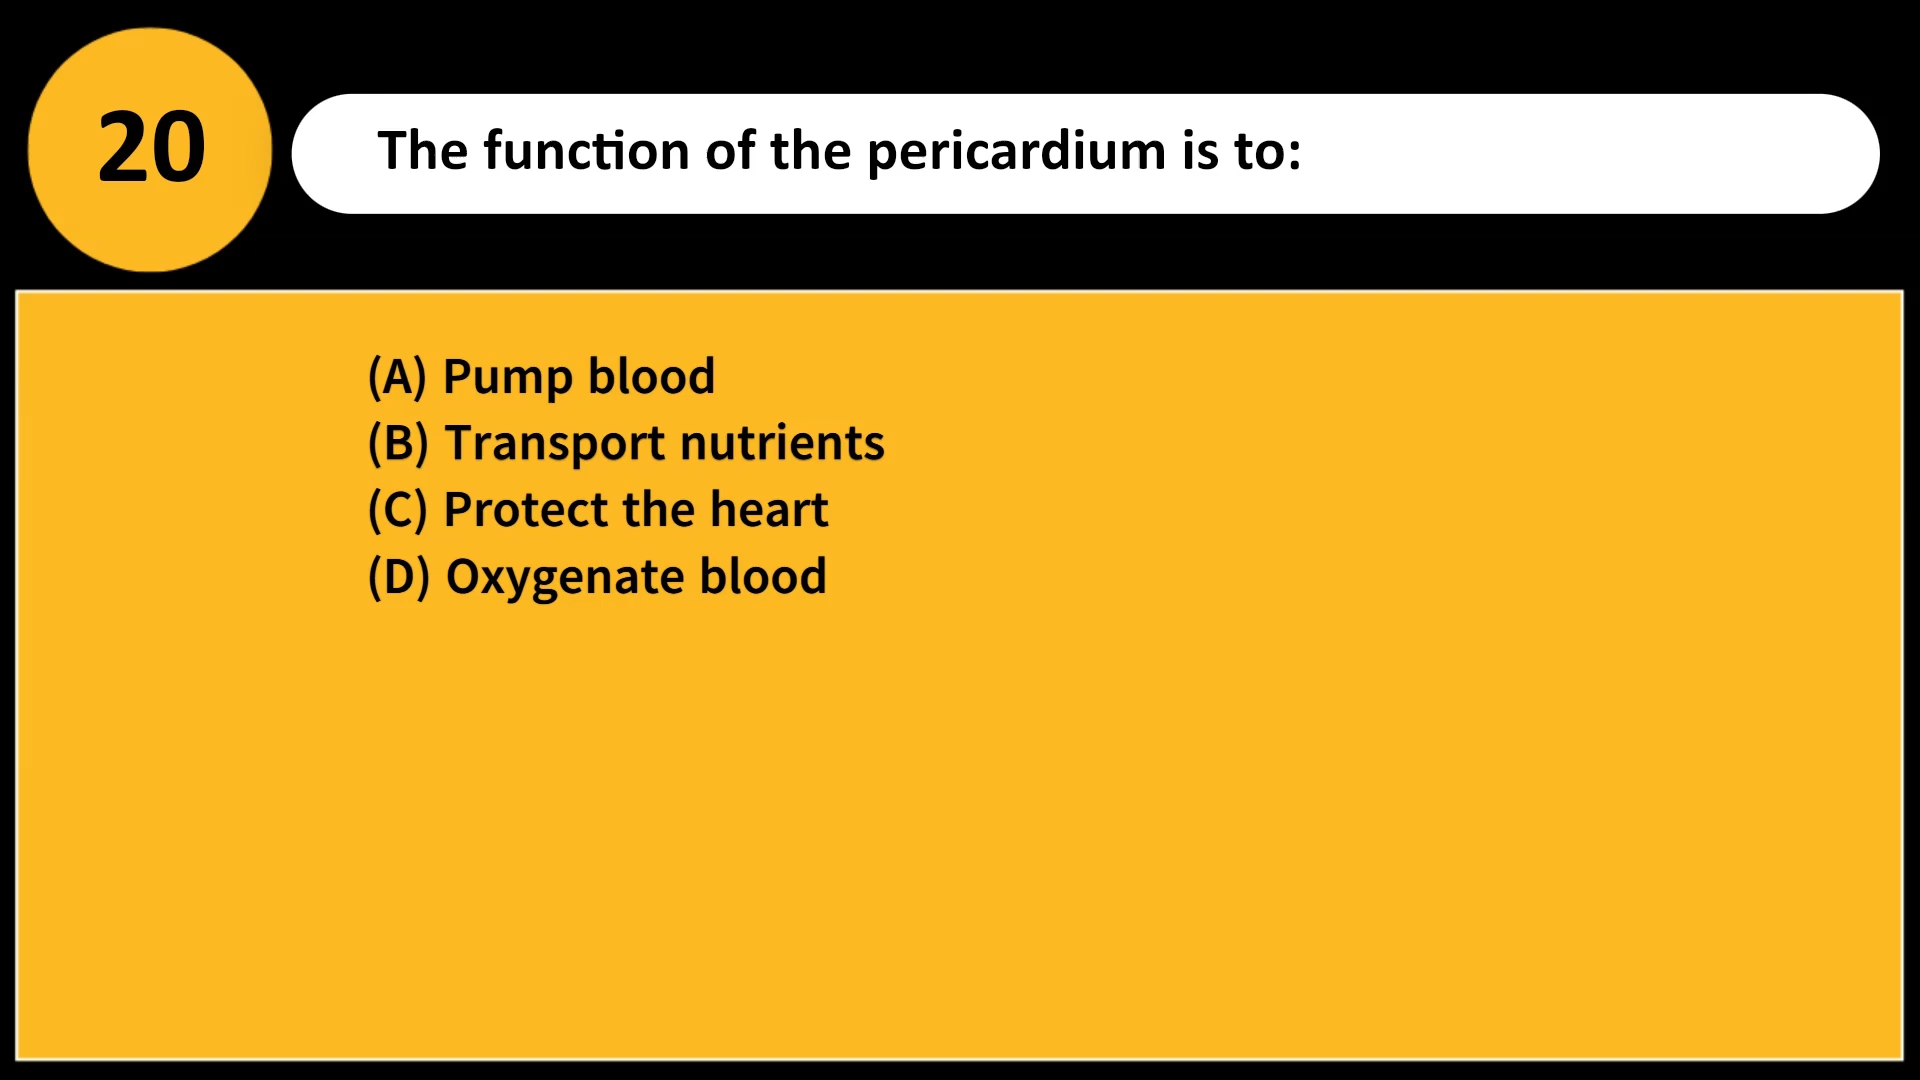 20
The function of the pericardium is to:
(A) Pump blood
(B) Transport nutrients
(C) Protect the heart
(D) Oxygenate blood